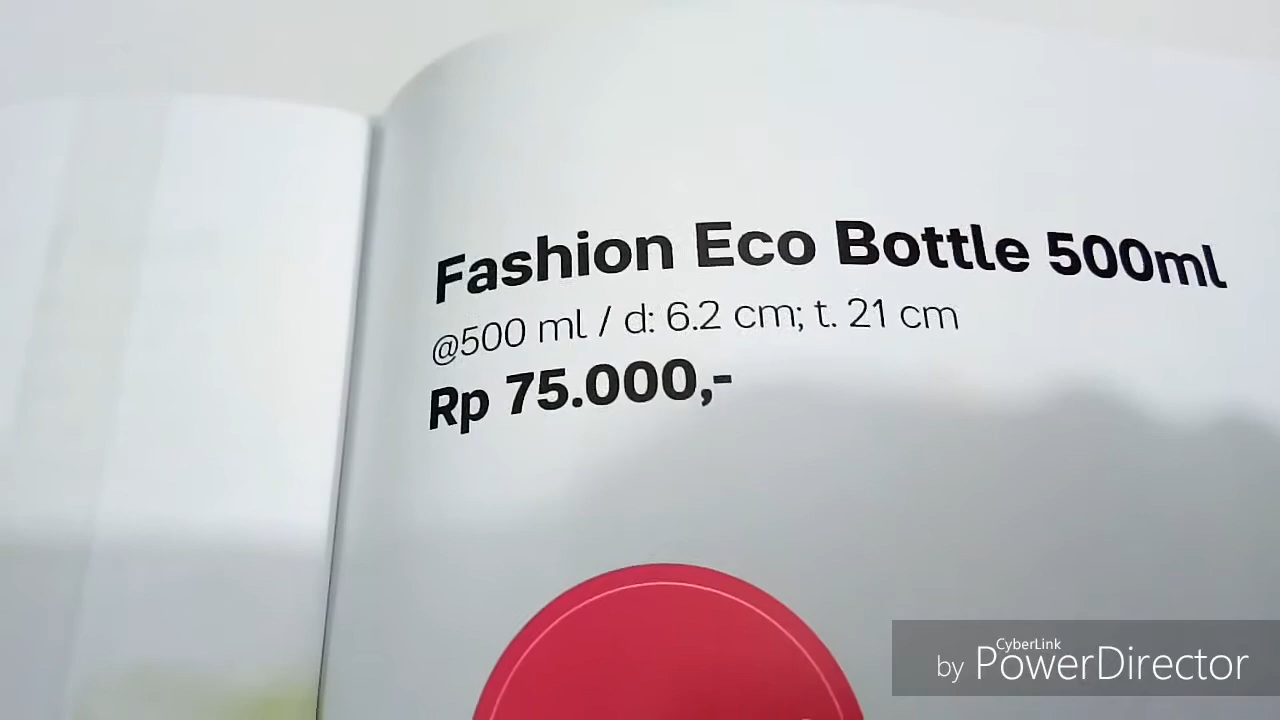 Fashion Eco Bottle 500ml
@500 ml / d: 6.2 cm; t. 21 cm
Rp 75.000,-
CyberLink
by PowerDirector